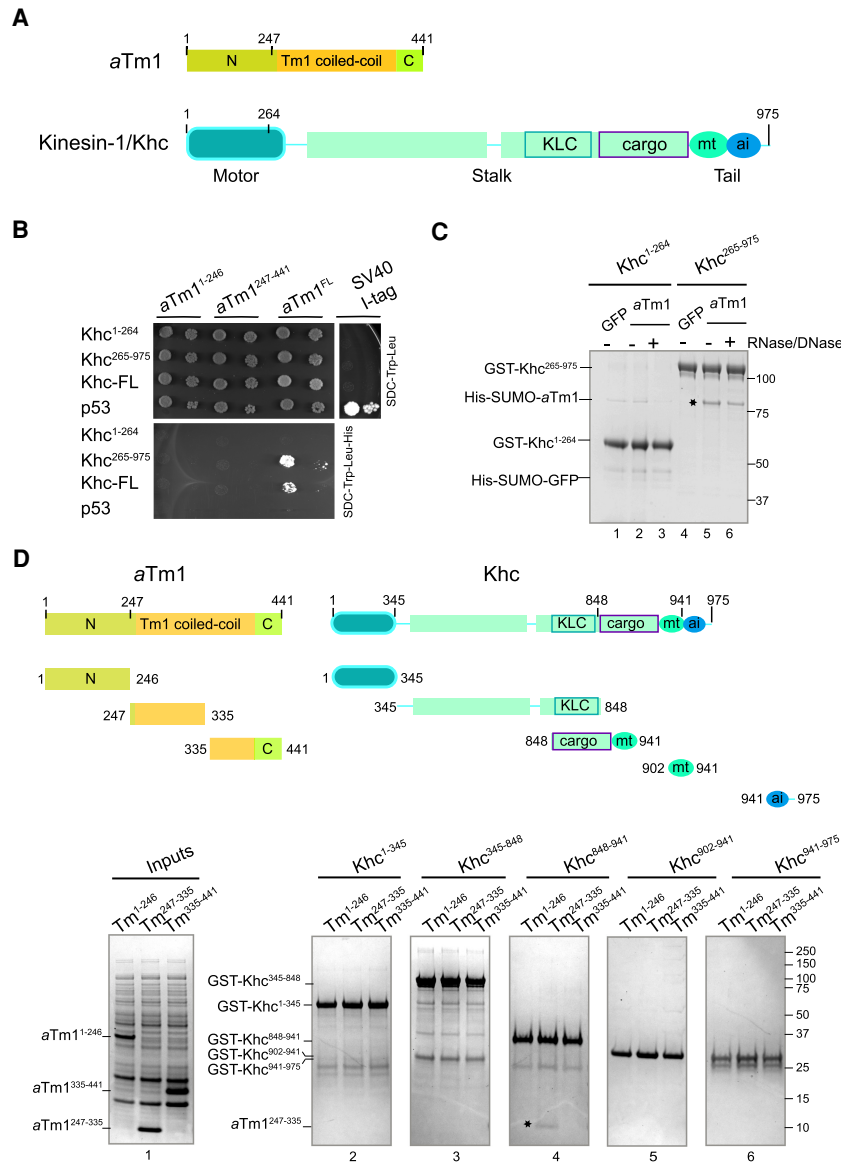 A
1 247 441
aTm1 N Tm1 coiled-coil C
1 264 975
Kinesin-1/Khc KLC cargo mt ai
Motor Stalk Tail
B
aTm1 1-246 aTm1 247-441 aTm1 FL SV40 l-tag
Khc 1-264
Khc 265-975
Khc-FL
p53
SDC-Trp-Leu
Khc 1-264
Khc 265-975
Khc-FL
p53
SDC-Trp-Leu-His
C
Khc 1-264 Khc 265-975
GFP aTm1 GFP aTm1
- - + - - + RNase/DNase
GST-Khc 265-975
100
His-SUMO-aTm1
*
75
GST-Khc 1-264
50
His-SUMO-GFP
37
1 2 3 4 5 6
D
aTm1 Khc
1 247 441 1 345 848 941 975
N Tm1 coiled-coil C KLC cargo mt ai
1 N 246 1 345
247 335 345 KLC 848
335 C 441 848 cargo mt 941
902 mt 941
941 ai 975
Inputs Khc 1-345 Khc 345-848 Khc 848-941 Khc 902-941 Khc 941-975
Tm 1-246 Tm 247-335 Tm 335-441 Tm 1-246 Tm 247-335 Tm 335-441 Tm 1-246 Tm 247-335 Tm 335-441 Tm 1-246 Tm 247-335 Tm 335-441 Tm 1-246 Tm 247-335 Tm 335-441 Tm 1-246 Tm 247-335 Tm 335-441
aTm1 1-246
aTm1 335-441
aTm1 247-335
GST-Khc 345-848
GST-Khc 1-345
GST-Khc 848-941
GST-Khc 902-941
GST-Khc 941-975
aTm1 247-335
*
250
150
100
75
50
37
25
15
10
1 2 3 4 5 6